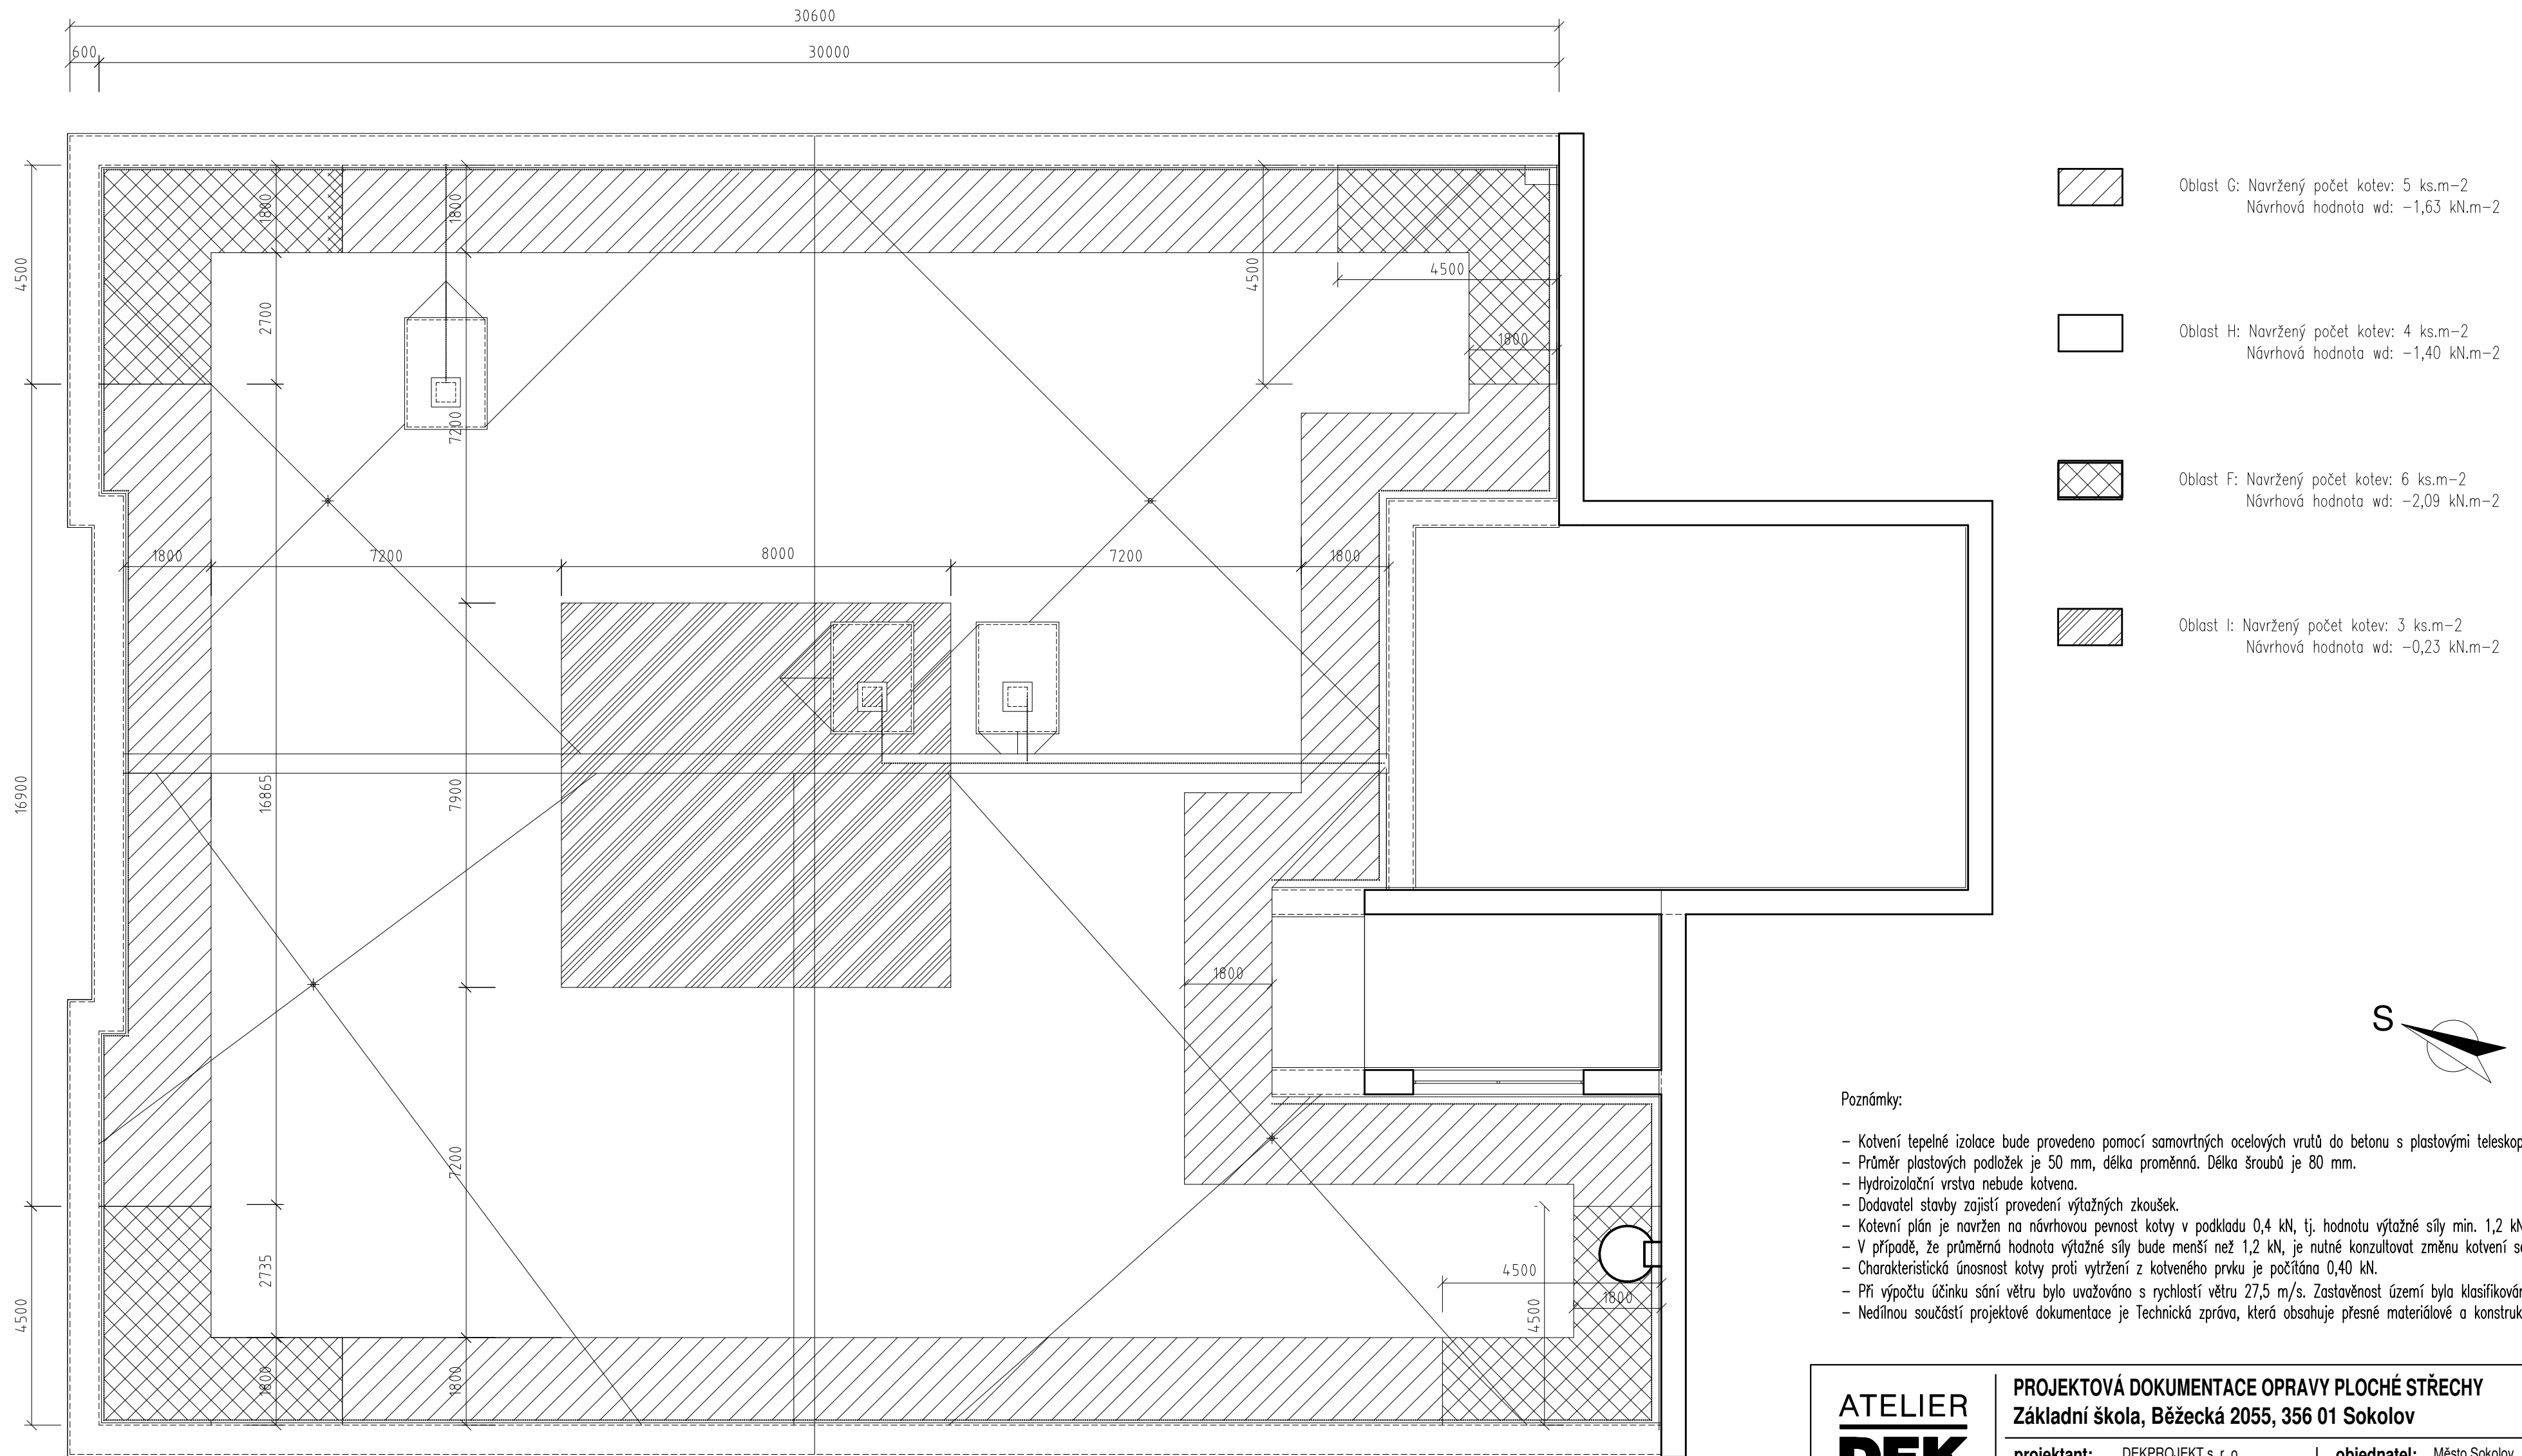 30600
600
30000
4500
16900
4500
1800
2700
16865
2735
1800
1800
7200
7900
7200
1800
4500
4500
1800
1800
7200
8000
7200
1800
1800
4500
1800
4500
Oblast G: Navržený počet kotev: 5 ks.m-2
Návrhová hodnota wd: -1,63 kN.m-2
Oblast H: Navržený počet kotev: 4 ks.m-2
Návrhová hodnota wd: -1,40 kN.m-2
Oblast F: Navržený počet kotev: 6 ks.m-2
Návrhová hodnota wd: -2,09 kN.m-2
Oblast I: Navržený počet kotev: 3 ks.m-2
Návrhová hodnota wd: -0,23 kN.m-2
S
Poznámky:
- Kotvení tepelné izolace bude provedeno pomocí samovrtných ocelových vrutů do betonu s plastovými teleskop
- Průměr plastových podložek je 50 mm, délka proměnná. Délka šroubů je 80 mm.
- Hydroizolační vrstva nebude kotvena.
- Dodavatel stavby zajistí provedení výtažných zkoušek.
- Kotevní plán je navržen na návrhovou pevnost kotvy v podkladu 0,4 kN, tj. hodnotu výtažné síly min. 1,2 kN
- V případě, že průměrná hodnota výtažné síly bude menší než 1,2 kN, je nutné konzultovat změnu kotvení se
- Charakteristická únosnost kotvy proti vytržení z kotveného prvku je počítána 0,40 kN.
- Při výpočtu účinku sání větru bylo uvažováno s rychlostí větru 27,5 m/s. Zastavěnost území byla klasifikován
- Nedílnou součástí projektové dokumentace je Technická zpráva, která obsahuje přesné materiálové a konstruk
ATELIER
DEK
PROJEKTOVÁ DOKUMENTACE OPRAVY PLOCHÉ STŘECHY
Základní škola, Běžecká 2055, 356 01 Sokolov
projektant: DEKPROJEKT s. r. o. objednatel: Město Sokolov